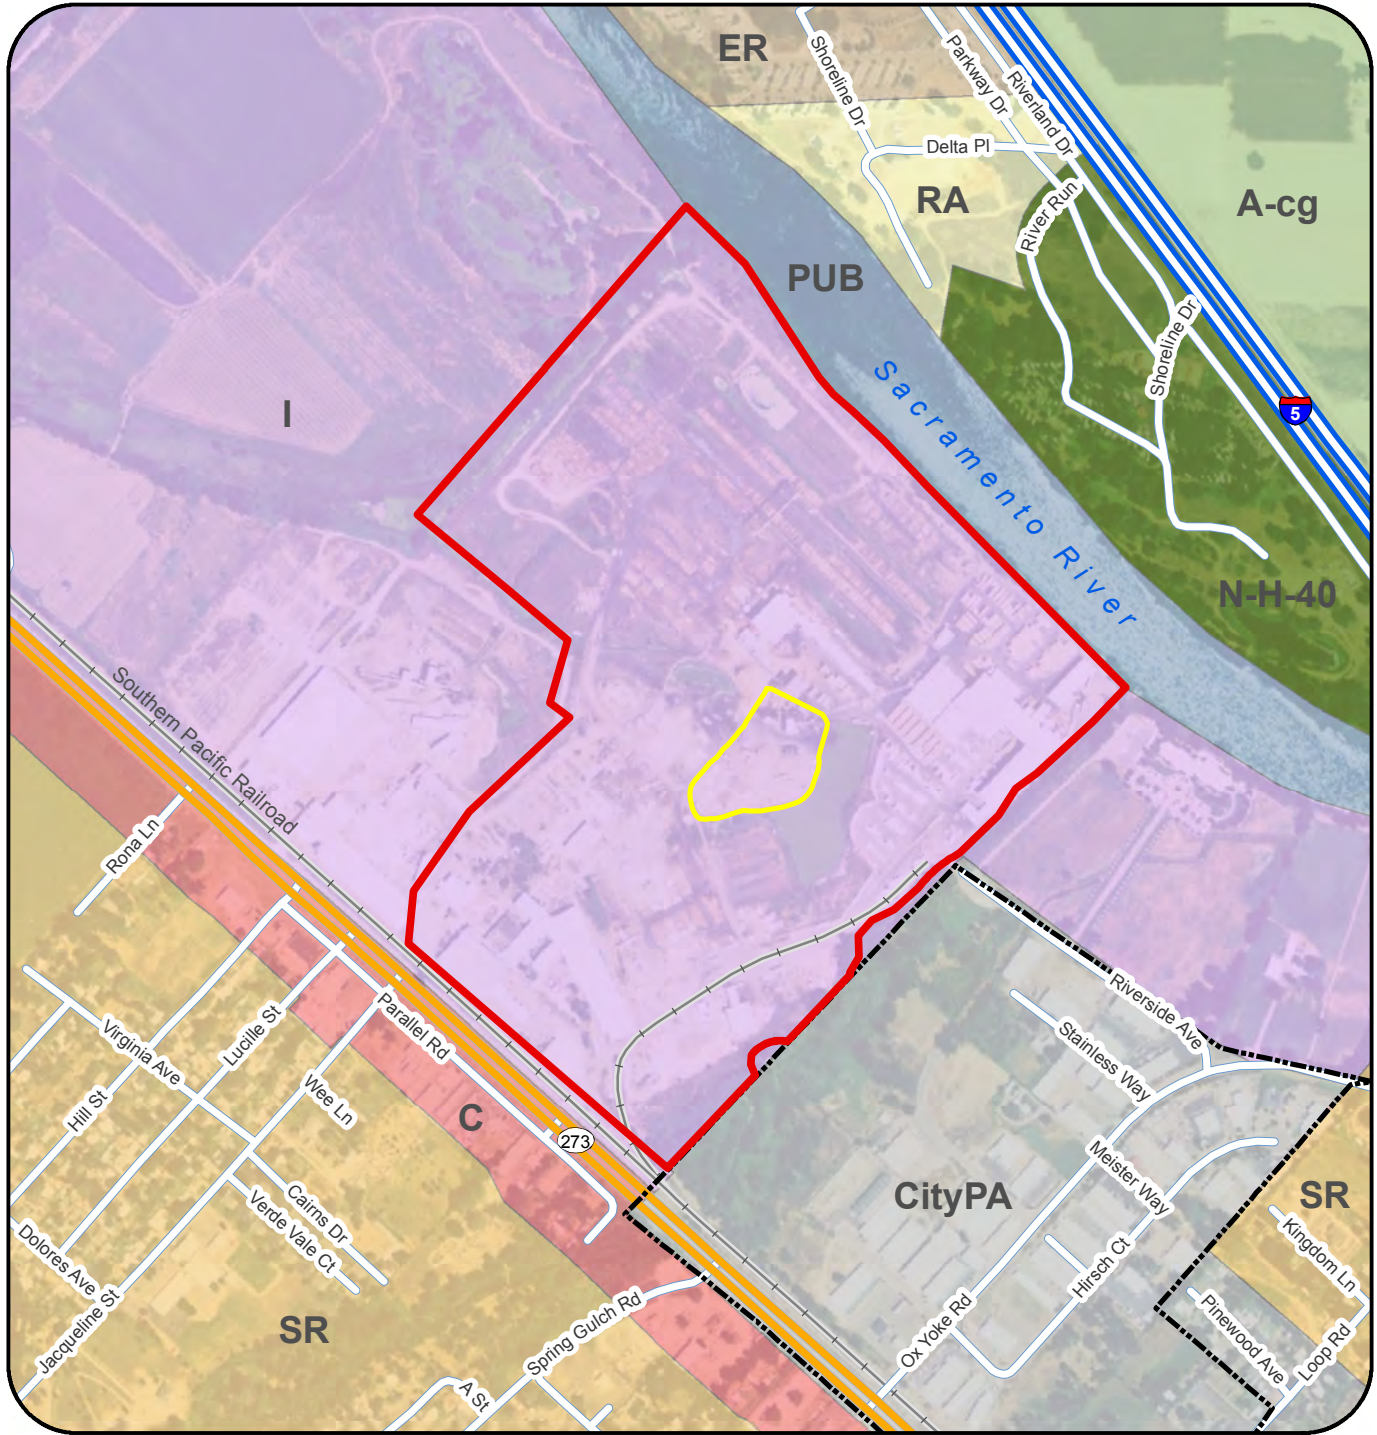 ER
Shoreline Dr
Parkway Dr
Riverland Dr
Delta Pl
RA
River Run
A-cg
PUB
Shoreline Dr
Sacramento River
5
I
N-H-40
Southern Pacific Railroad
Rona Ln
Parallel Rd
Lucille St
Virginia Ave
Wee Ln
Hill St
C
273
Riverside Ave
Stainless Way
Meister Way
CityPA
SR
Kingdom Ln
Cairns Dr
Verde Vale Ct
Dolores Ave
Jacqueline St
SR
Spring Gulch Rd
A St
Hirsch Ct
Ox Yoke Rd
Pinewood Ave
Loop Rd